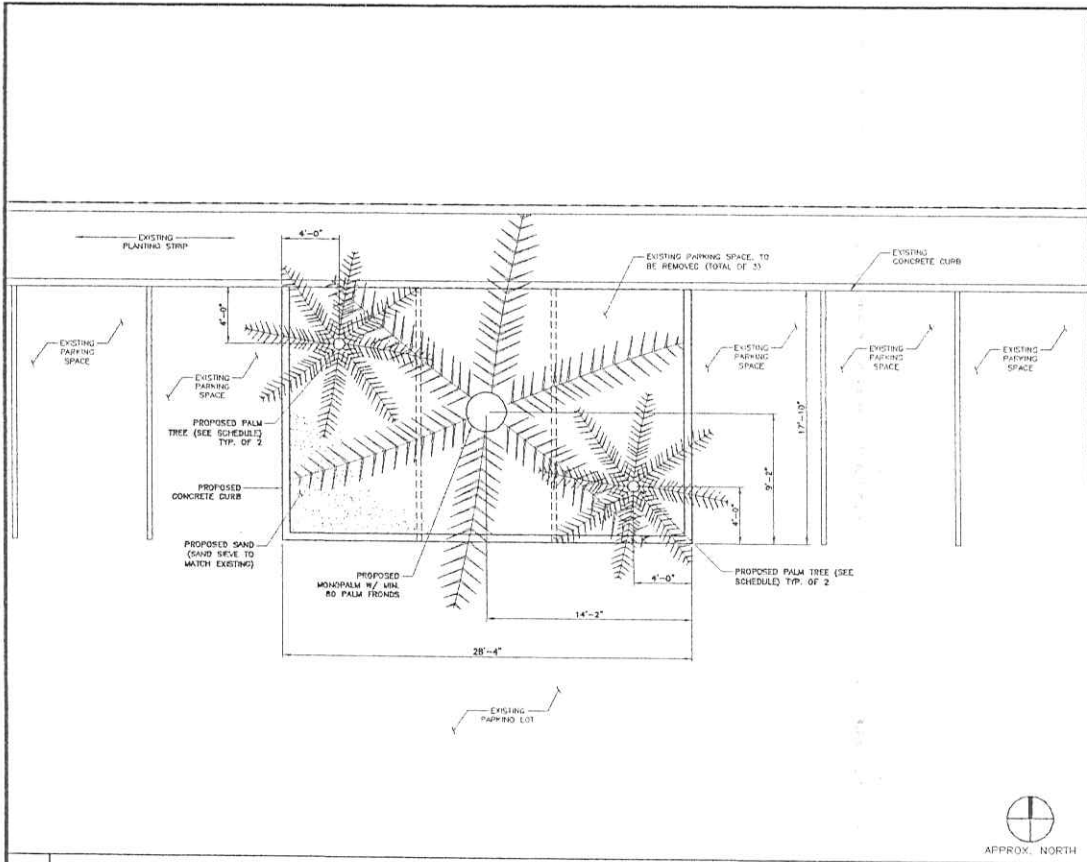 EXISTING
PLANTING STRIP
4'-0"
EXISTING PARKING SPACE, TO
BE REMOVED (TOTAL OF 3)
EXISTING
CONCRETE CURB
4'-0"
EXISTING
PARKING
SPACE
EXISTING
PARKING
SPACE
EXISTING
PARKING
SPACE
EXISTING
PARKING
SPACE
EXISTING
PARKING
SPACE
17'-10"
PROPOSED PALM
TREE (SEE SCHEDULE)
TYP. OF 2
9'-2"
PROPOSED
CONCRETE CURB
4'-0"
PROPOSED SAND
(SAND SIEVE TO
MATCH EXISTING)
PROPOSED
MONOPALM W/ MIN.
80 PALM FRONDS
PROPOSED PALM TREE (SEE
SCHEDULE) TYP. OF 2
4'-0"
14'-2"
28'-4"
EXISTING
PARKING LOT
APPROX. NORTH